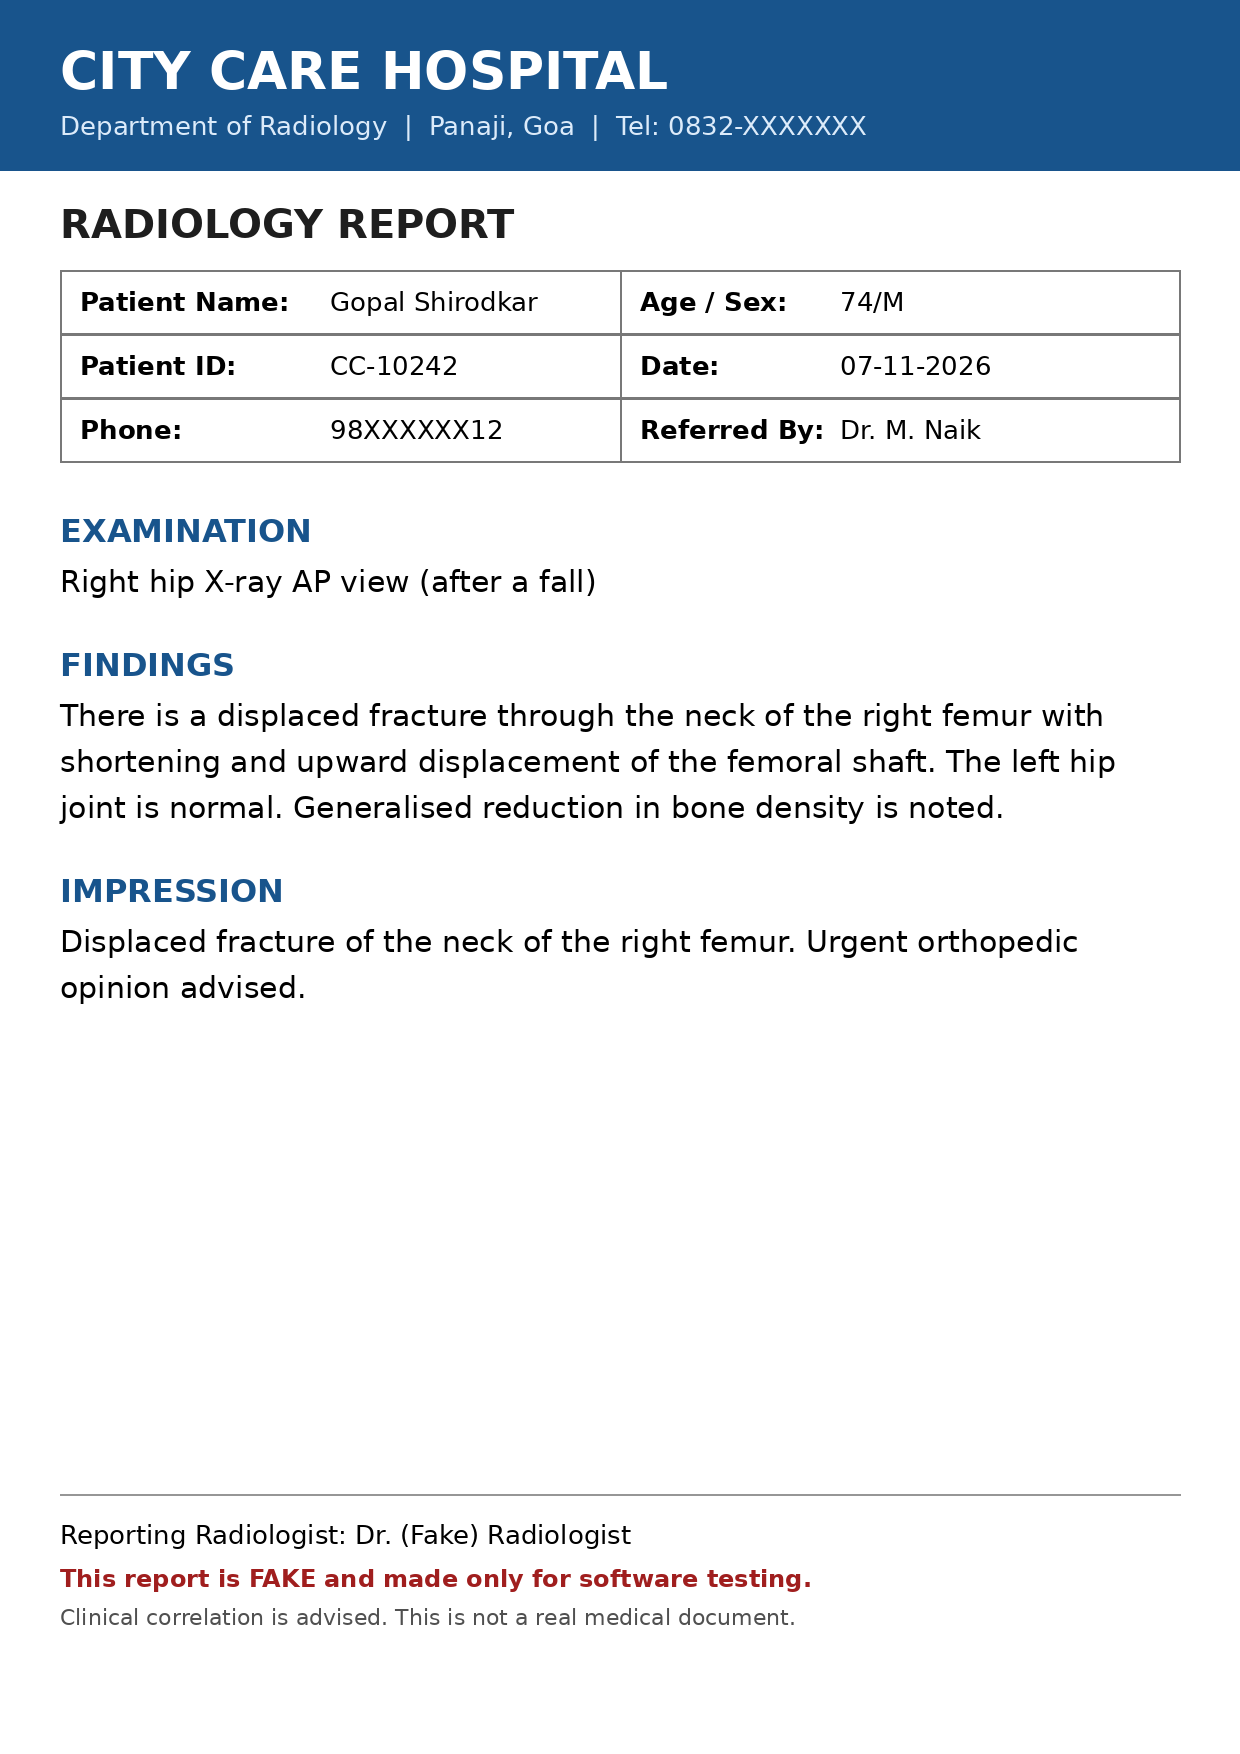 CITY CARE HOSPITAL
Department of Radiology | Panaji, Goa | Tel: 0832-XXXXXXX
RADIOLOGY REPORT
Patient Name: Gopal Shirodkar Age / Sex: 74/M
Patient ID: CC-10242 Date: 07-11-2026
Phone: 98XXXXXX12 Referred By: Dr. M. Naik
EXAMINATION
Right hip X-ray AP view (after a fall)
FINDINGS
There is a displaced fracture through the neck of the right femur with
shortening and upward displacement of the femoral shaft. The left hip
joint is normal. Generalised reduction in bone density is noted.
IMPRESSION
Displaced fracture of the neck of the right femur. Urgent orthopedic
opinion advised.
Reporting Radiologist: Dr. (Fake) Radiologist
This report is FAKE and made only for software testing.
Clinical correlation is advised. This is not a real medical document.